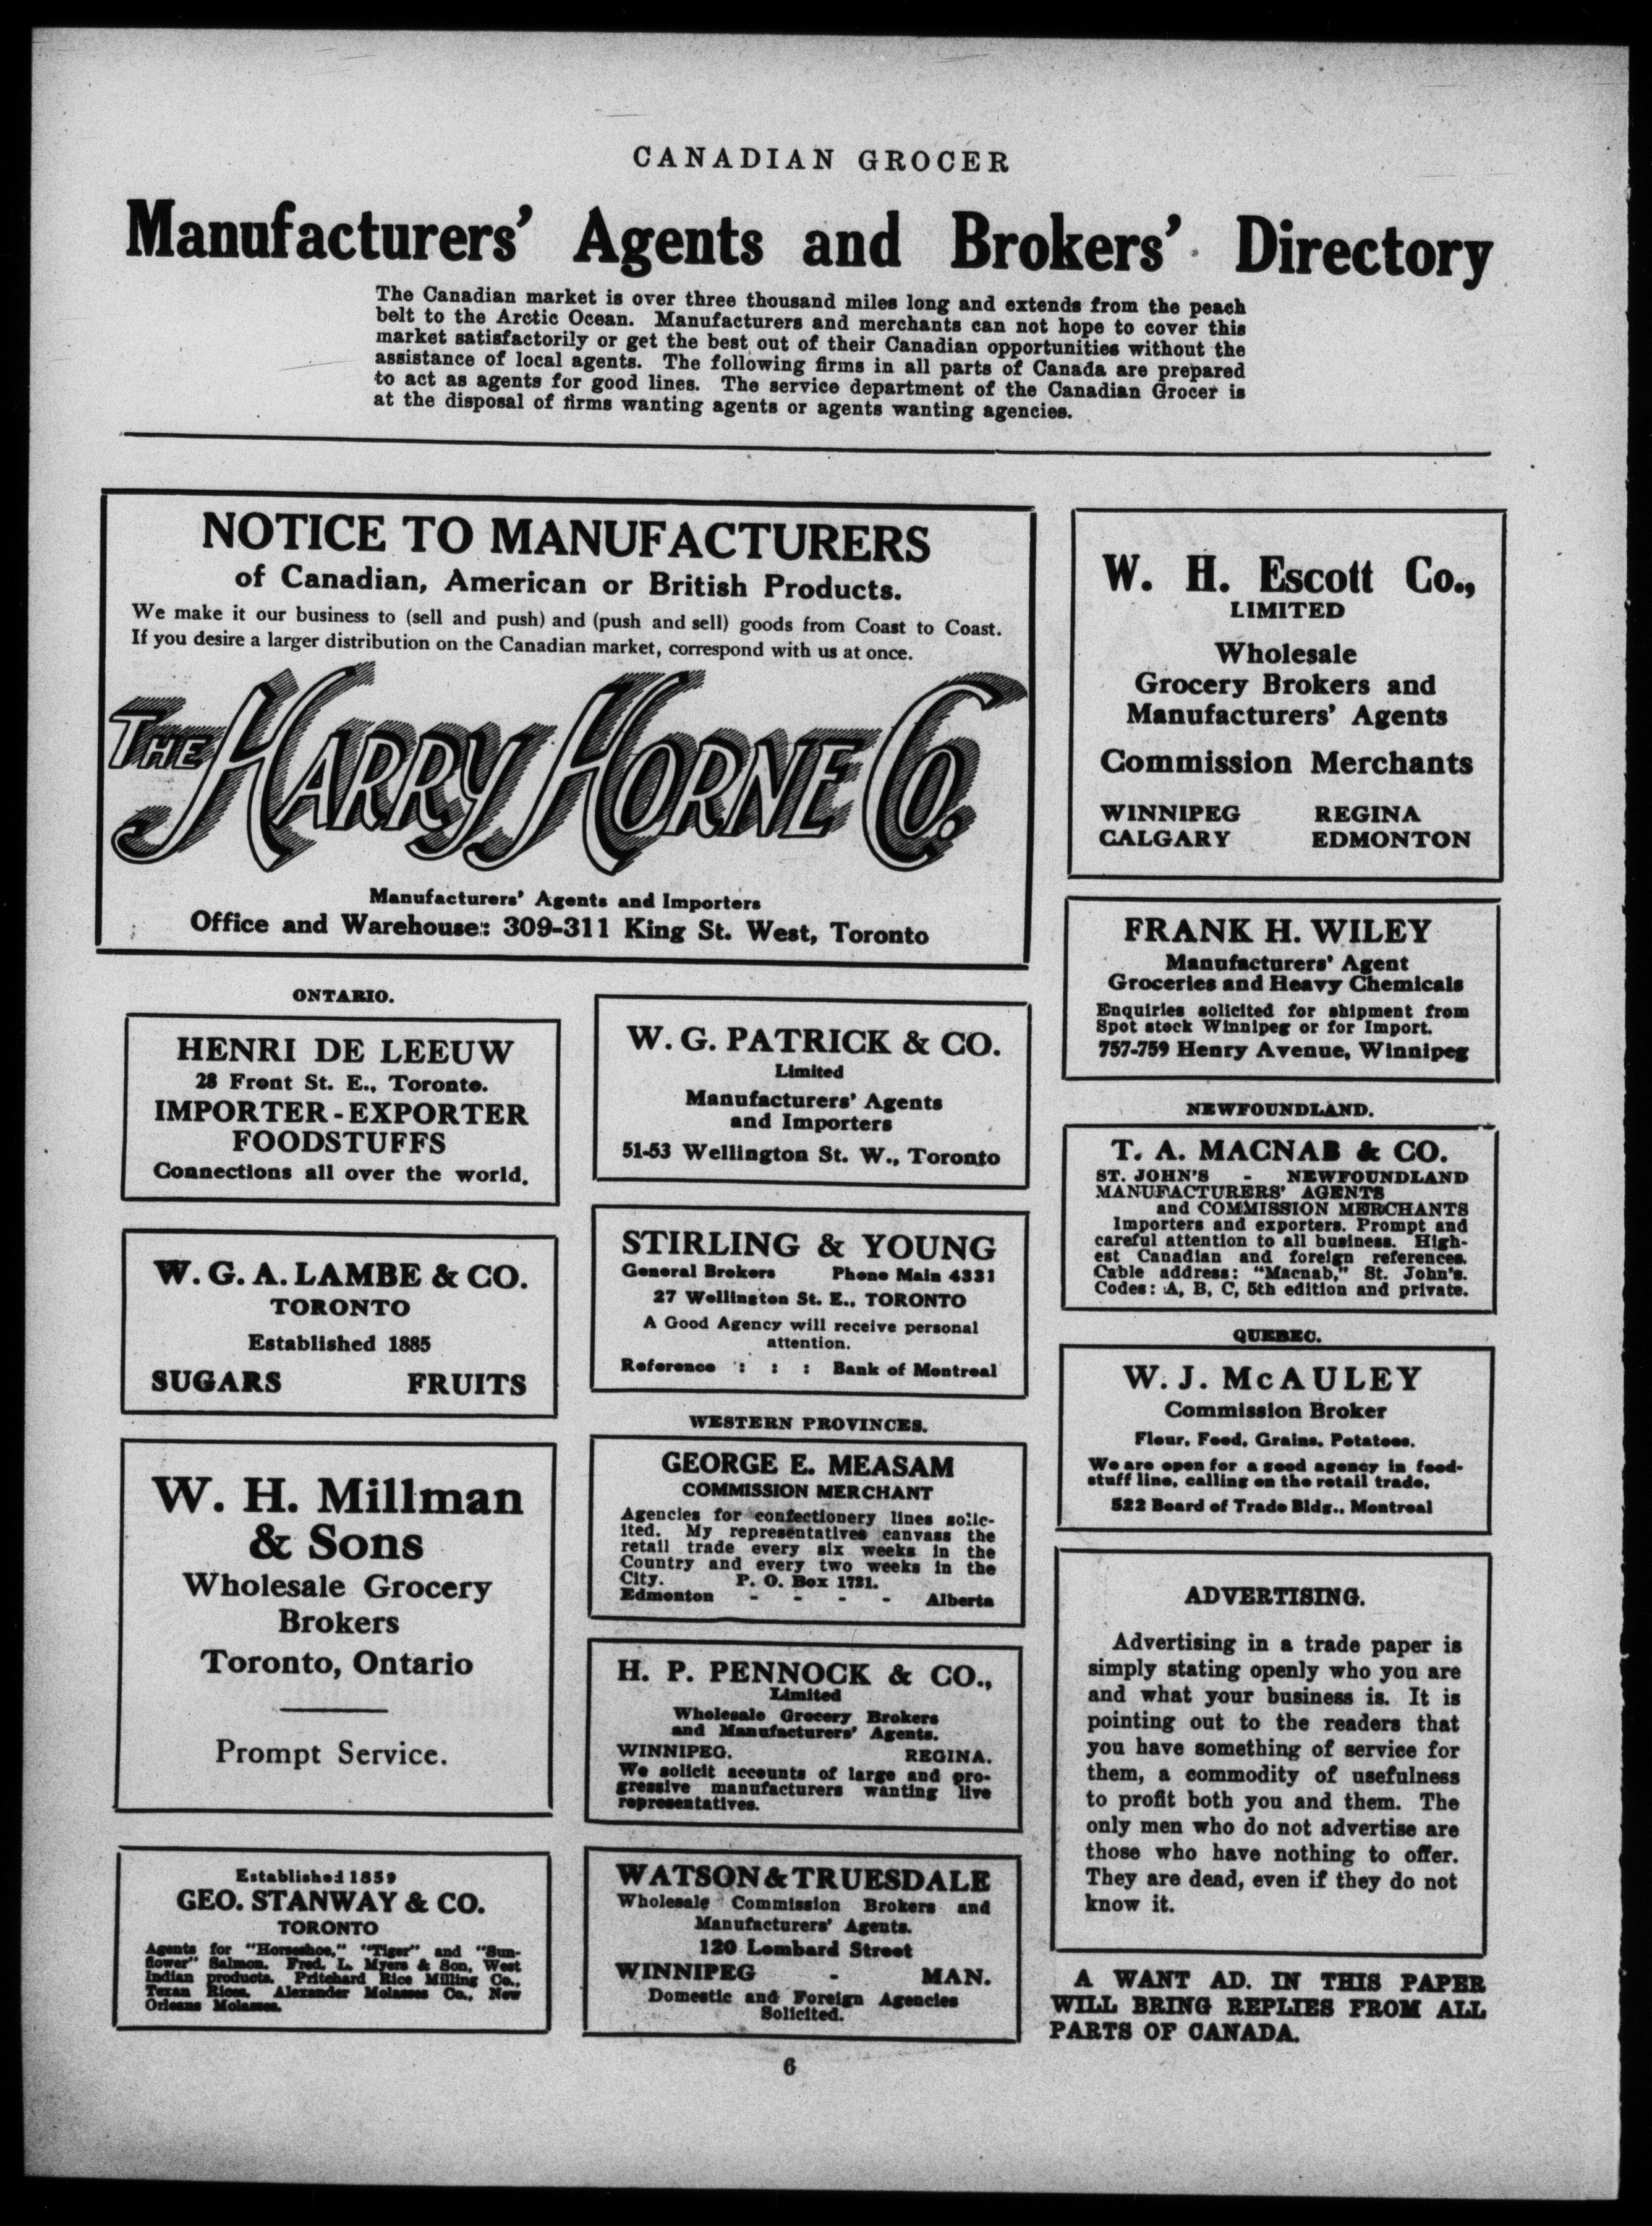 CANADIAN GROCER
Manufacturers' Agents and Brokers' Directory
The Canadian market is over three thousand miles long and extends from the peach
belt to the Arctic Ocean. Manufacturers and merchants can not hope to cover this
market satisfactorily or get the best out of their Canadian opportunities without the
assistance of local agents. The following firms in all parts of Canada are prepared
to act as agents for good lines. The service department of the Canadian Grocer is
at the disposal of firms wanting agents or agents wanting agencies.
NOTICE TO MANUFACTURERS
of Canadian, American or British Products.
We make it our business to (sell and push) and (push and sell) goods from Coast to Coast.
If you desire a larger distribution on the Canadian market, correspond with us at once.
THE HARRY HORNE CO.
Manufacturers' Agents and Importers
Office and Warehouse: 309-311 King St. West, Toronto
ONTARIO.
HENRI DE LEEUW
28 Front St. E., Toronto.
IMPORTER-EXPORTER
FOODSTUFFS
Connections all over the world.
W. G. A. LAMBE & CO.
TORONTO
Established 1885
SUGARS FRUITS
W. H. Millman
& Sons
Wholesale Grocery
Brokers
Toronto, Ontario
Prompt Service.
Established 1859
GEO. STANWAY & CO.
TORONTO
Agents for "Horseshoe," "Tiger" and "Sun-
flower" Salmon. Fred. L. Myers & Son, West
Indian products. Pritchard Rice Milling Co.,
Texan Rices. Alexander Molasses Co., New
Orleans Molasses.
W. G. PATRICK & CO.
Limited
Manufacturers' Agents
and Importers
51-53 Wellington St. W., Toronto
STIRLING & YOUNG
General Brokers Phone Main 4331
27 Wellington St. E., TORONTO
A Good Agency will receive personal
attention.
Reference : : : Bank of Montreal
WESTERN PROVINCES.
GEORGE E. MEASAM
COMMISSION MERCHANT
Agencies for confectionery lines solic-
ited. My representatives canvass the
retail trade every six weeks in the
Country and every two weeks in the
City. P. O. Box 1721.
Edmonton - - - - Alberta
H. P. PENNOCK & CO.,
Limited
Wholesale Grocery Brokers
and Manufacturers' Agents.
WINNIPEG. REGINA.
We solicit accounts of large and pro-
gressive manufacturers wanting live
representatives.
WATSON & TRUESDALE
Wholesale Commission Brokers and
Manufacturers' Agents.
120 Lombard Street
WINNIPEG - MAN.
Domestic and Foreign Agencies
Solicited.
W. H. Escott Co.,
LIMITED
Wholesale
Grocery Brokers and
Manufacturers' Agents
Commission Merchants
WINNIPEG REGINA
CALGARY EDMONTON
FRANK H. WILEY
Manufacturers' Agent
Groceries and Heavy Chemicals
Enquiries solicited for shipment from
Spot stock Winnipeg or for Import.
757-759 Henry Avenue, Winnipeg
NEWFOUNDLAND.
T. A. MACNAB & CO.
ST. JOHN'S - NEWFOUNDLAND
MANUFACTURERS' AGENTS
and COMMISSION MERCHANTS
Importers and exporters. Prompt and
careful attention to all business. High-
est Canadian and foreign references.
Cable address: "Macnab," St. John's.
Codes: A, B, C, 5th edition and private.
QUEBEC.
W. J. McAULEY
Commission Broker
Flour, Feed, Grains, Potatoes.
We are open for a good agency in food-
stuff line, calling on the retail trade.
522 Board of Trade Bldg., Montreal
ADVERTISING.
Advertising in a trade paper is
simply stating openly who you are
and what your business is. It is
pointing out to the readers that
you have something of service for
them, a commodity of usefulness
to profit both you and them. The
only men who do not advertise are
those who have nothing to offer.
They are dead, even if they do not
know it.
A WANT AD. IN THIS PAPER
WILL BRING REPLIES FROM ALL
PARTS OF CANADA.
6